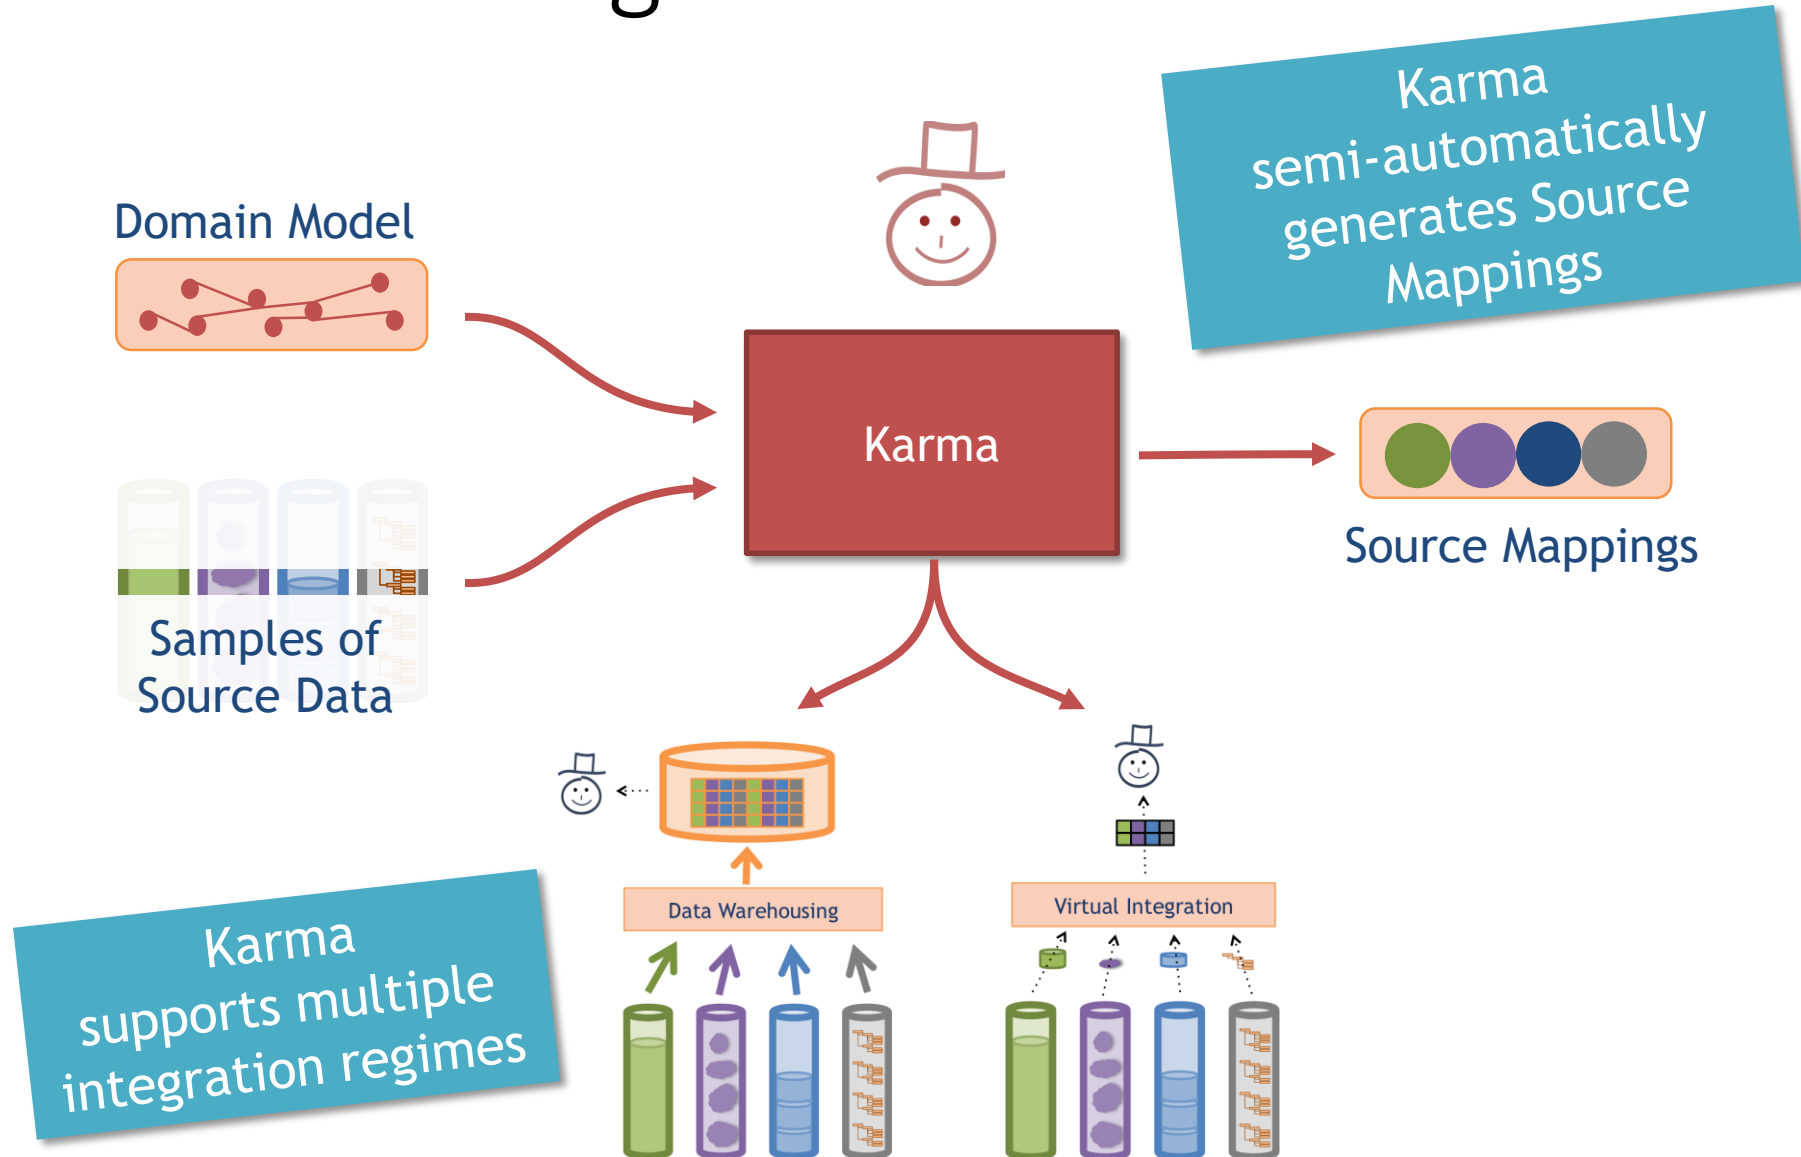 g
Karma
semi-automatically
generates Source
Mappings
Domain Model
Karma
Source Mappings
Samples of
Source Data
Data Warehousing
Virtual Integration
Karma
supports multiple
integration regimes